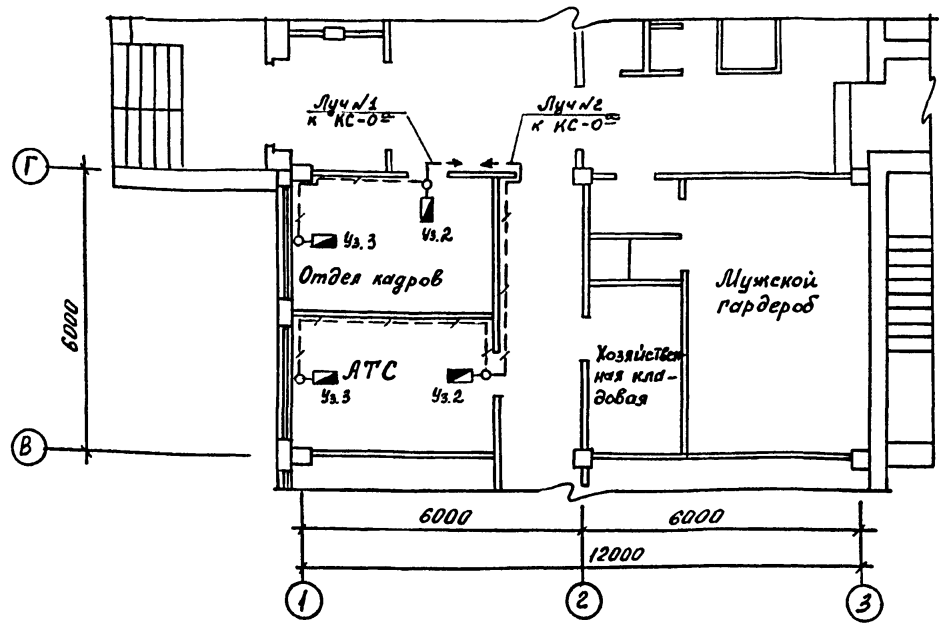 Луч №1
к КС-0
Луч №2
к КС-0
Г
Уз.2
Уз.3
Отдел кадров
Мужской
гардероб
6000
АТС
Уз.3
Уз.2
Хозяйствен-
ная кла-
довая
В
6000
6000
12000
1
2
3